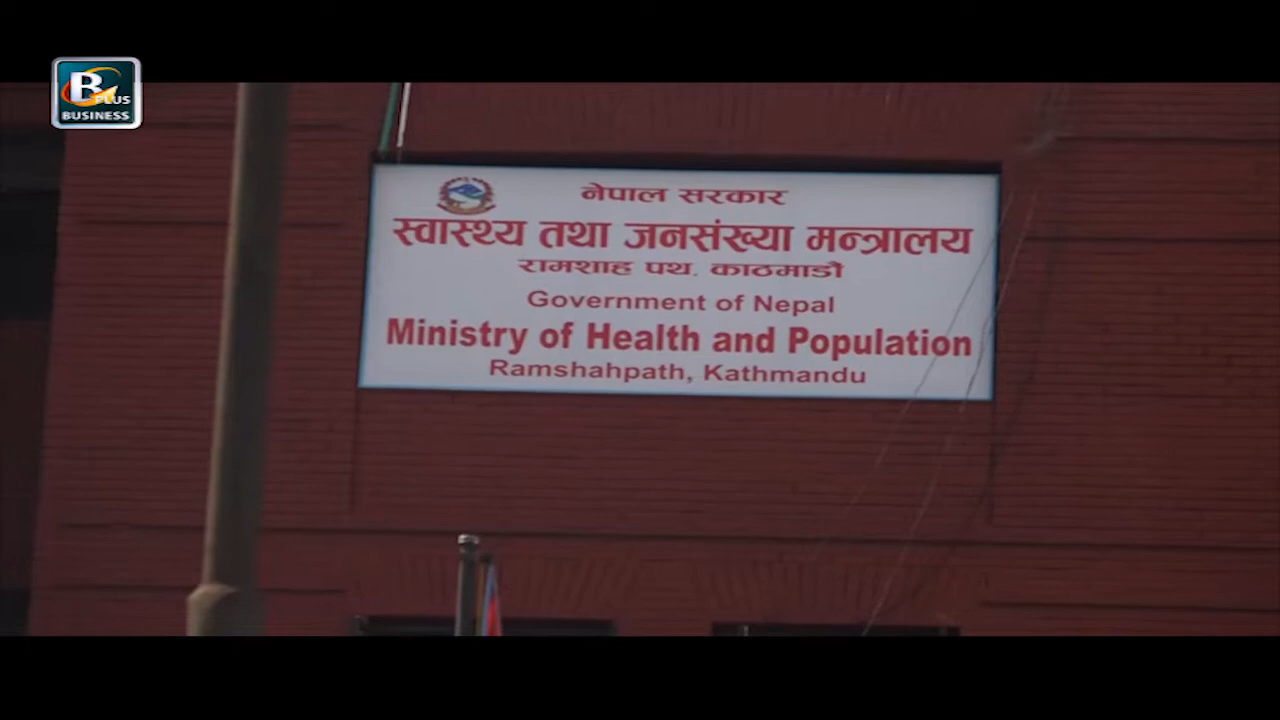 B
PLUS
BUSINESS
नेपाल सरकार
स्वास्थ्य तथा जनसंख्या मन्त्रालय
रामशाह पथ. काठमाडौं
Government of Nepal
Ministry of Health and Population
Ramshahpath, Kathmandu